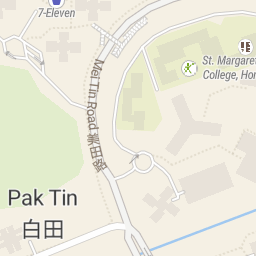 7-Eleven
St. Margaret
College, Hon
Mei Tin Road 美田路
Pak Tin
白田